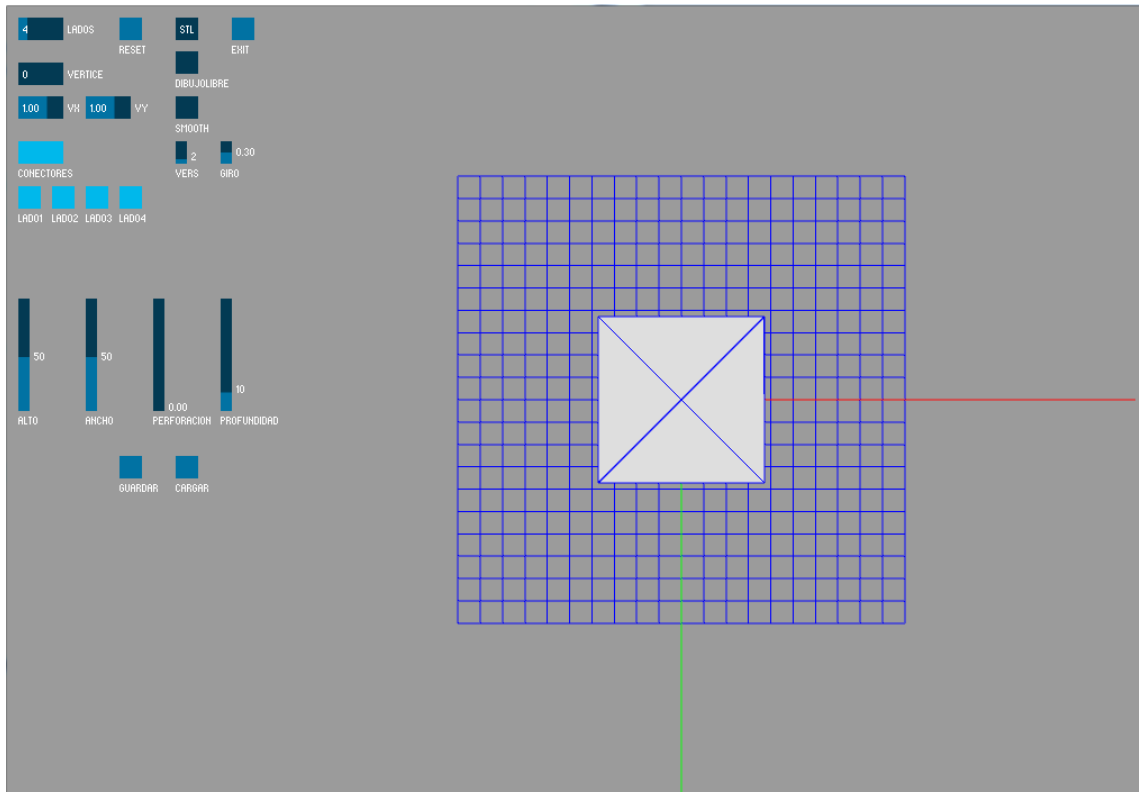 4 LADOS STL
RESET EXIT
0 VERTICE
DIBUJOLIBRE
1.00 VX 1.00 VY
SMOOTH
2 0.30
CONECTORES VERS GIRO
LADO1 LADO2 LADO3 LADO4
50 50
10
0.00
ALTO ANCHO PERFORACION PROFUNDIDAD
GUARDAR CARGAR